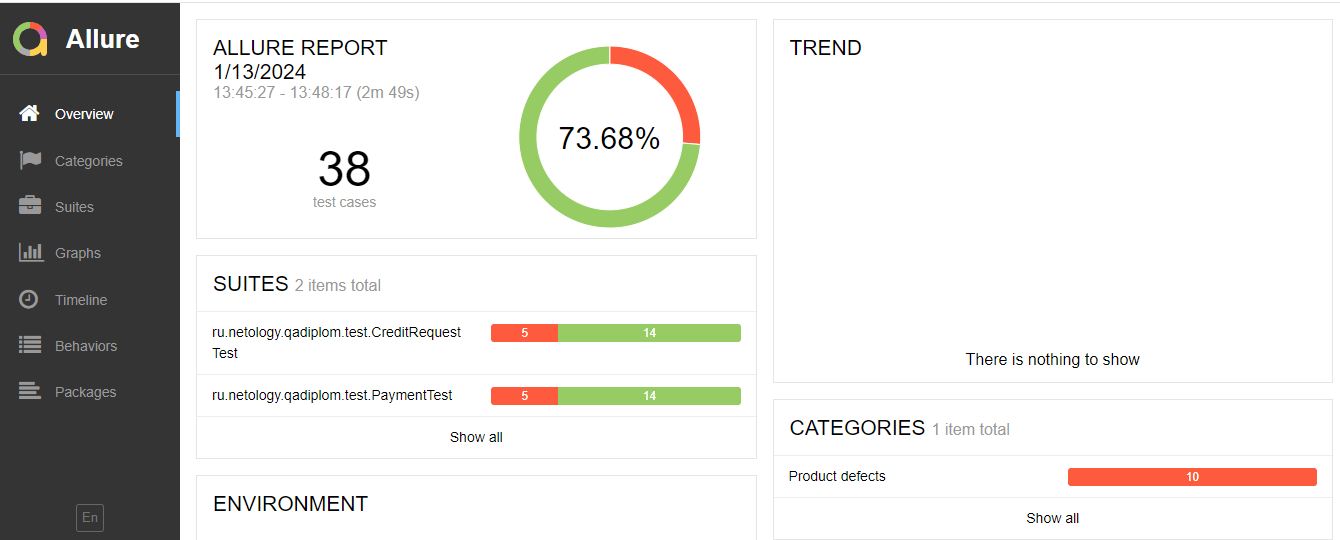 Allure
Overview
Categories
Suites
Graphs
Timeline
Behaviors
Packages
En
ALLURE REPORT
1/13/2024
13:45:27 - 13:48:17 (2m 49s)
38
test cases
73.68%
SUITES 2 items total
ru.netology.qadiplom.test.CreditRequest
Test
5 14
ru.netology.qadiplom.test.PaymentTest 5 14
Show all
ENVIRONMENT
TREND
There is nothing to show
CATEGORIES 1 item total
Product defects 10
Show all